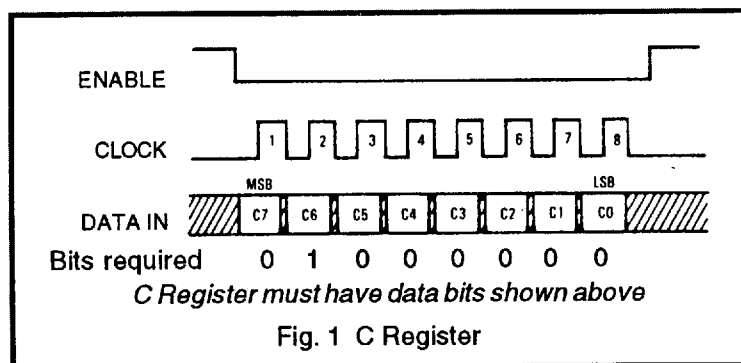 ENABLE
1 2 3 4 5 6 7 8
CLOCK
MSB LSB
DATA IN C7 C6 C5 C4 C3 C2 C1 C0
Bits required 0 1 0 0 0 0 0 0
C Register must have data bits shown above
Fig. 1 C Register